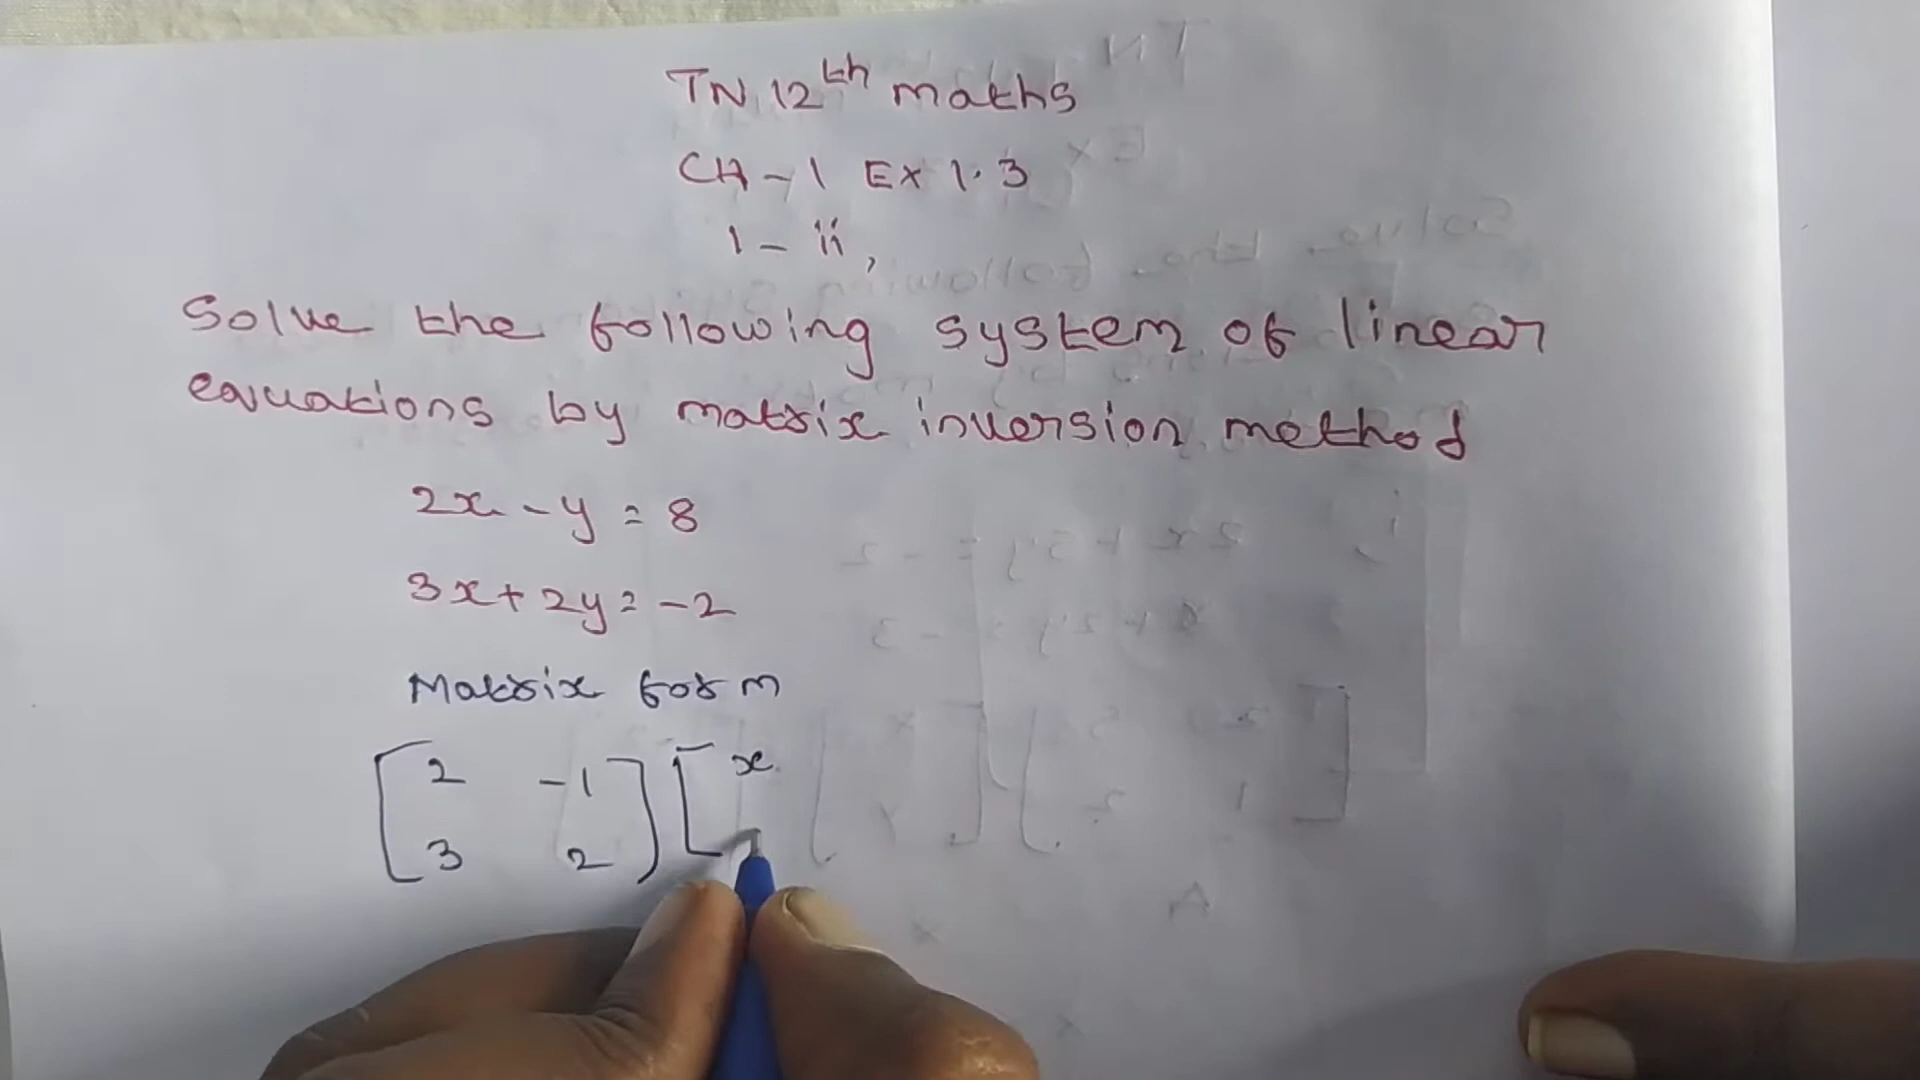 TN 12th maths
CH-1 Ex 1.3
1-ii,
Solve the following system of linear
equations by matrix inversion method
2x - y = 8
3x + 2y = -2
Matrix form
[ 2 -1 ] [ x
3 2